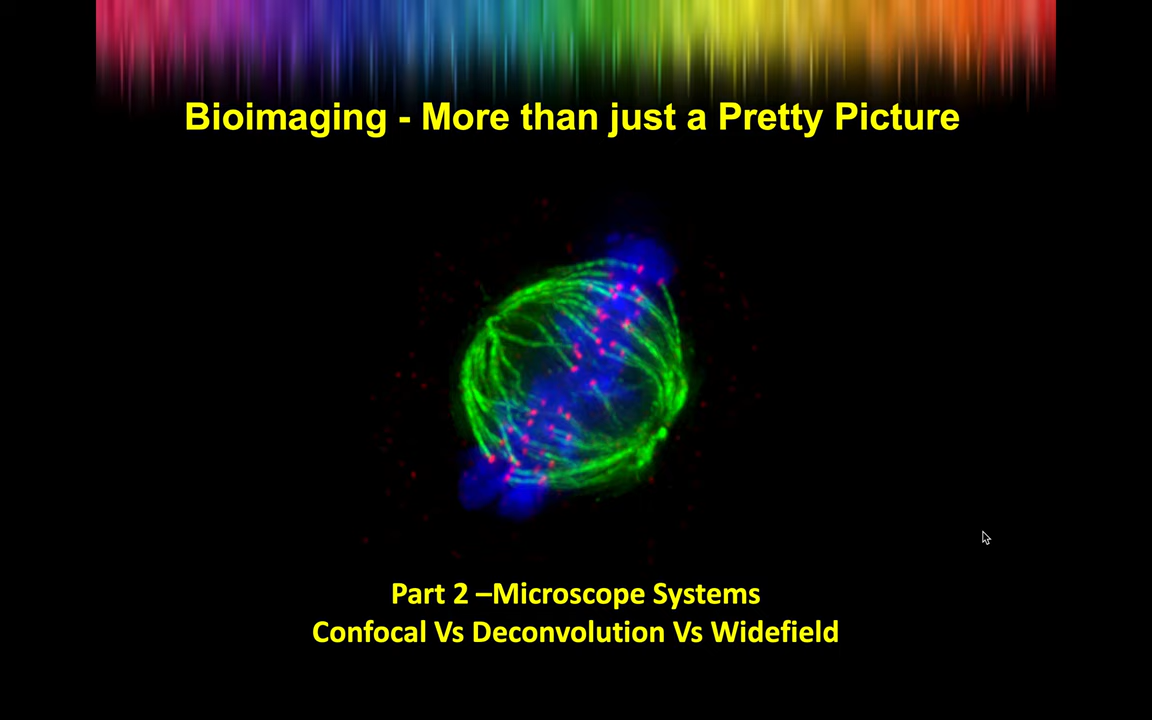 Bioimaging - More than just a Pretty Picture
Part 2 –Microscope Systems
Confocal Vs Deconvolution Vs Widefield